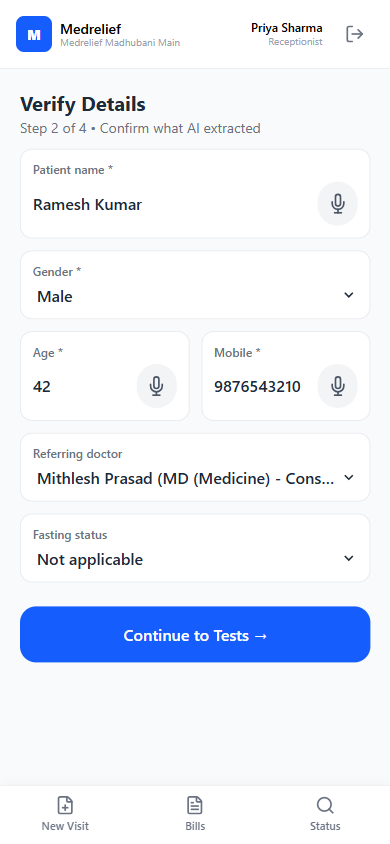 M
Medrelief
Medrelief Madhubani Main
Priya Sharma
Receptionist
Verify Details
Step 2 of 4 • Confirm what AI extracted
Patient name *
Ramesh Kumar
Gender *
Male
Age *
42
Mobile *
9876543210
Referring doctor
Mithlesh Prasad (MD (Medicine) - Cons...
Fasting status
Not applicable
Continue to Tests →
New Visit
Bills
Status